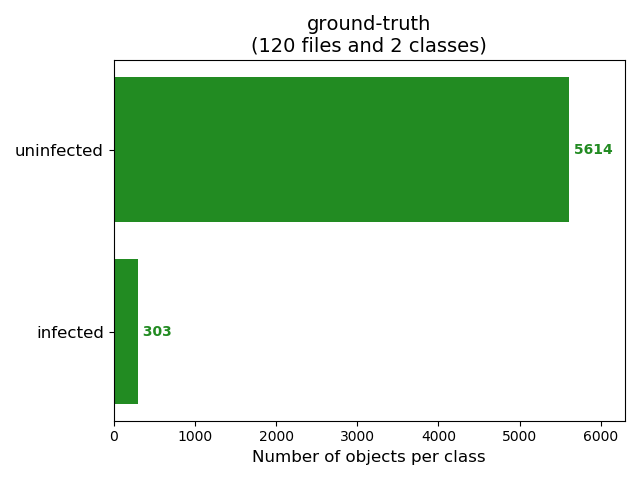 ground-truth
(120 files and 2 classes)
uninfected
5614
infected
303
0 1000 2000 3000 4000 5000 6000
Number of objects per class